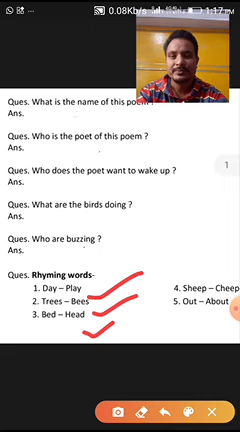 0.08Kb/s
1:17 PM
Ques. What is the name of this poem ?
Ans.
Ques. Who is the poet of this poem ?
Ans.
1
Ques. Who does the poet want to wake up ?
Ans.
Ques. What are the birds doing ?
Ans.
Ques. Who are buzzing ?
Ans.
Ques. Rhyming words-
1. Day – Play
4. Sheep – Cheep
2. Trees – Bees
5. Out – About
3. Bed – Head